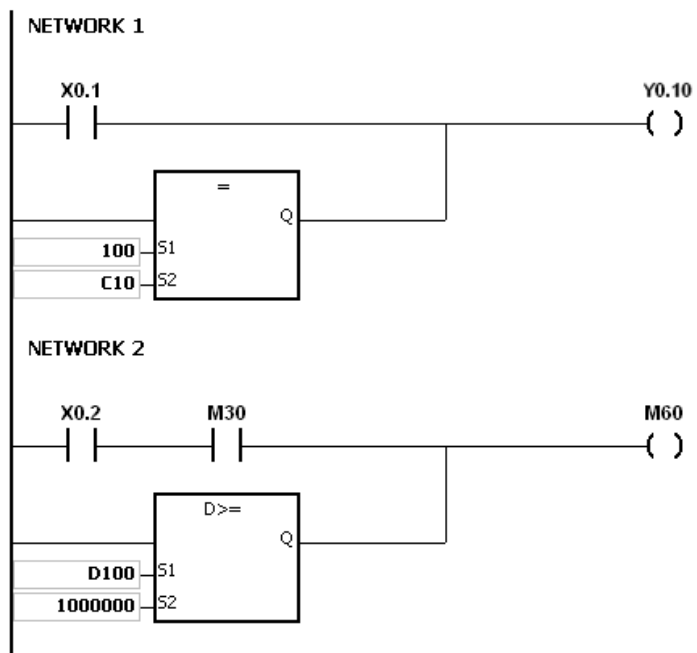 NETWORK 1
X0.1 Y0.10
=
Q
100 S1
C10 S2
NETWORK 2
X0.2 M30 M60
D>=
Q
D100 S1
1000000 S2